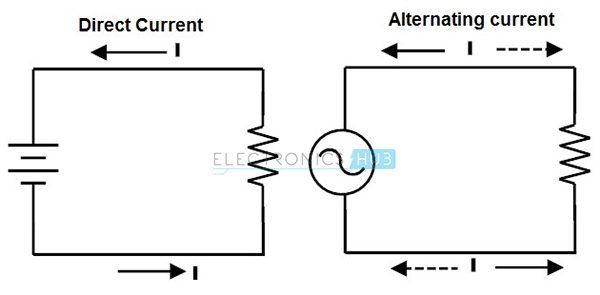 Direct Current
I
I
Alternating current
I
I
ELECTRONICS HUB